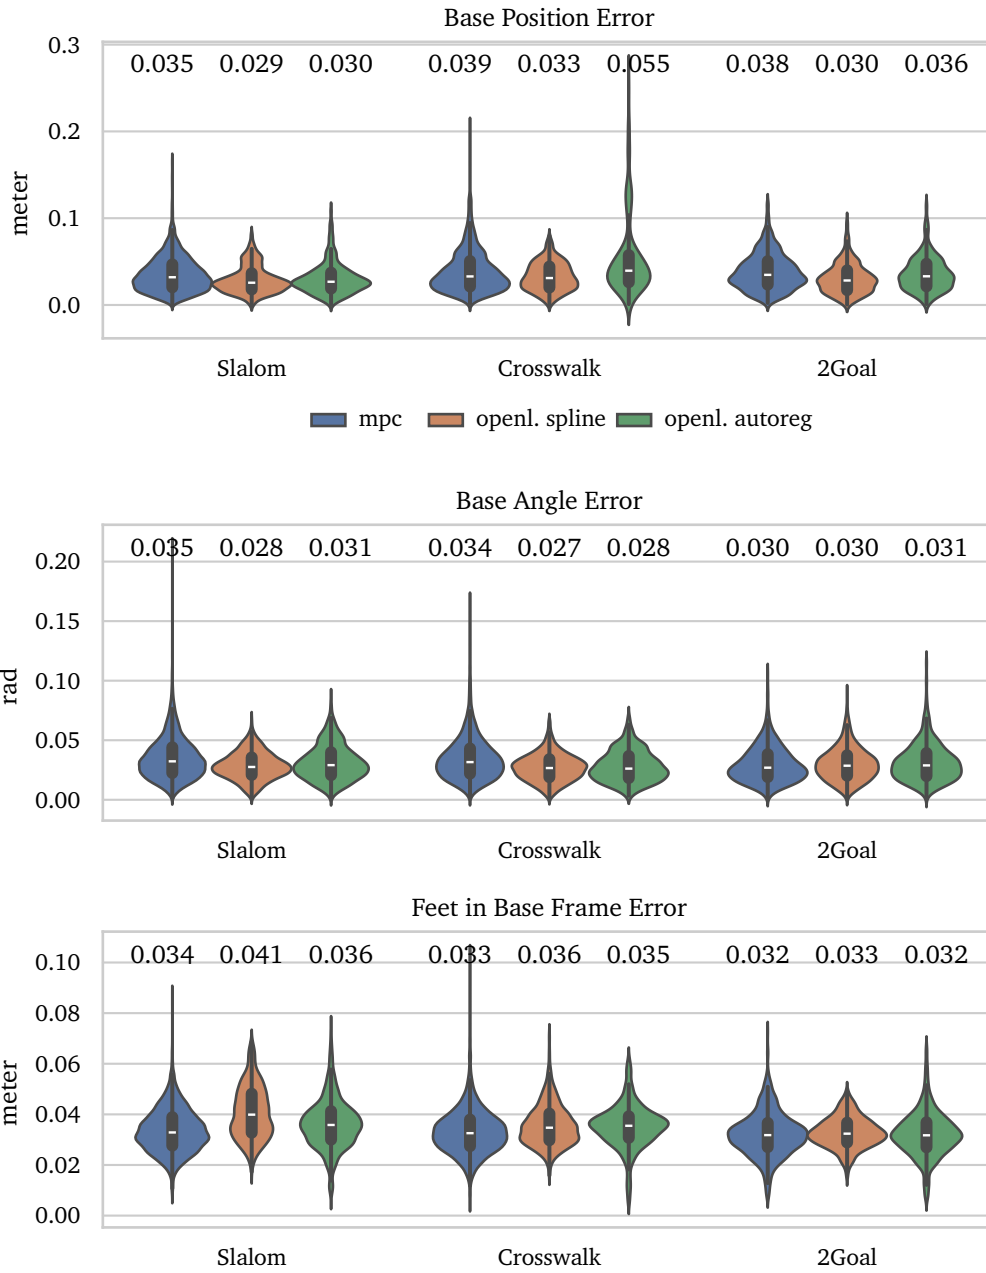 Base Position Error
0.3
0.035 0.029 0.030 0.039 0.033 0.055 0.038 0.030 0.036
0.2
meter
0.1
0.0
Slalom Crosswalk 2Goal
mpc openl. spline openl. autoreg
Base Angle Error
0.035 0.028 0.031 0.034 0.027 0.028 0.030 0.030 0.031
0.20
0.15
rad
0.10
0.05
0.00
Slalom Crosswalk 2Goal
Feet in Base Frame Error
0.034 0.041 0.036 0.033 0.036 0.035 0.032 0.033 0.032
0.10
0.08
0.06
meter
0.04
0.02
0.00
Slalom Crosswalk 2Goal